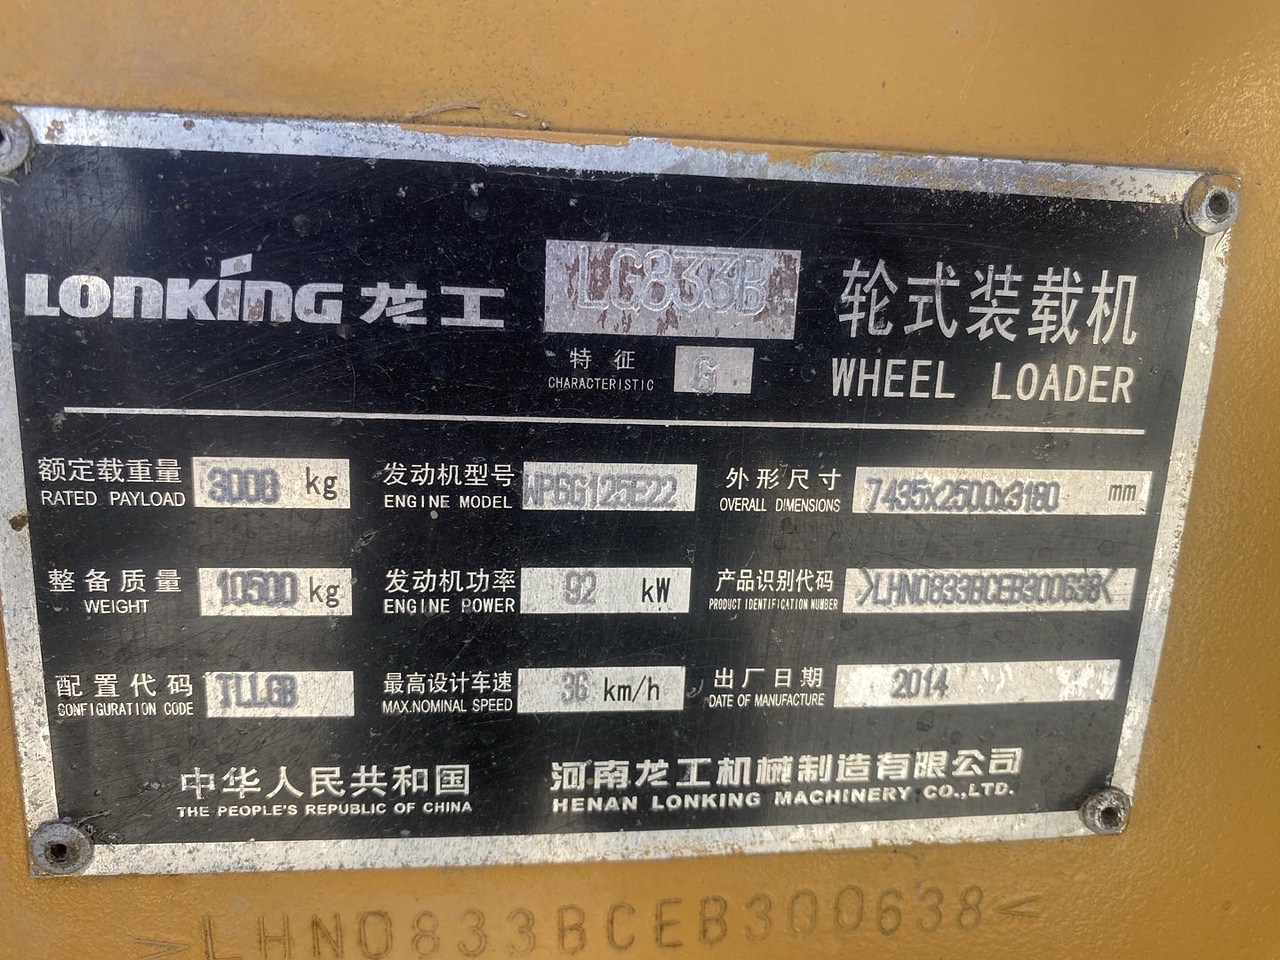 LONKING 龙工 LG833B 轮式装载机
特征 G
CHARACTERISTIC
WHEEL LOADER
额定载重量 3000 kg
RATED PAYLOAD
发动机型号 WP6G125E22
ENGINE MODEL
外形尺寸 7435x2500x3180 mm
OVERALL DIMENSIONS
整备质量 10500 kg
WEIGHT
发动机功率 92 kW
ENGINE POWER
产品识别代码 >LHN0833BCEB300638<
PRODUCT IDENTIFICATION NUMBER
配置代码 TLLGB
CONFIGURATION CODE
最高设计车速 36 km/h
MAX.NOMINAL SPEED
出厂日期 2014
DATE OF MANUFACTURE
中华人民共和国
THE PEOPLE'S REPUBLIC OF CHINA
河南龙工机械制造有限公司
HENAN LONKING MACHINERY CO.,LTD.
>LHN0833BCEB300638<